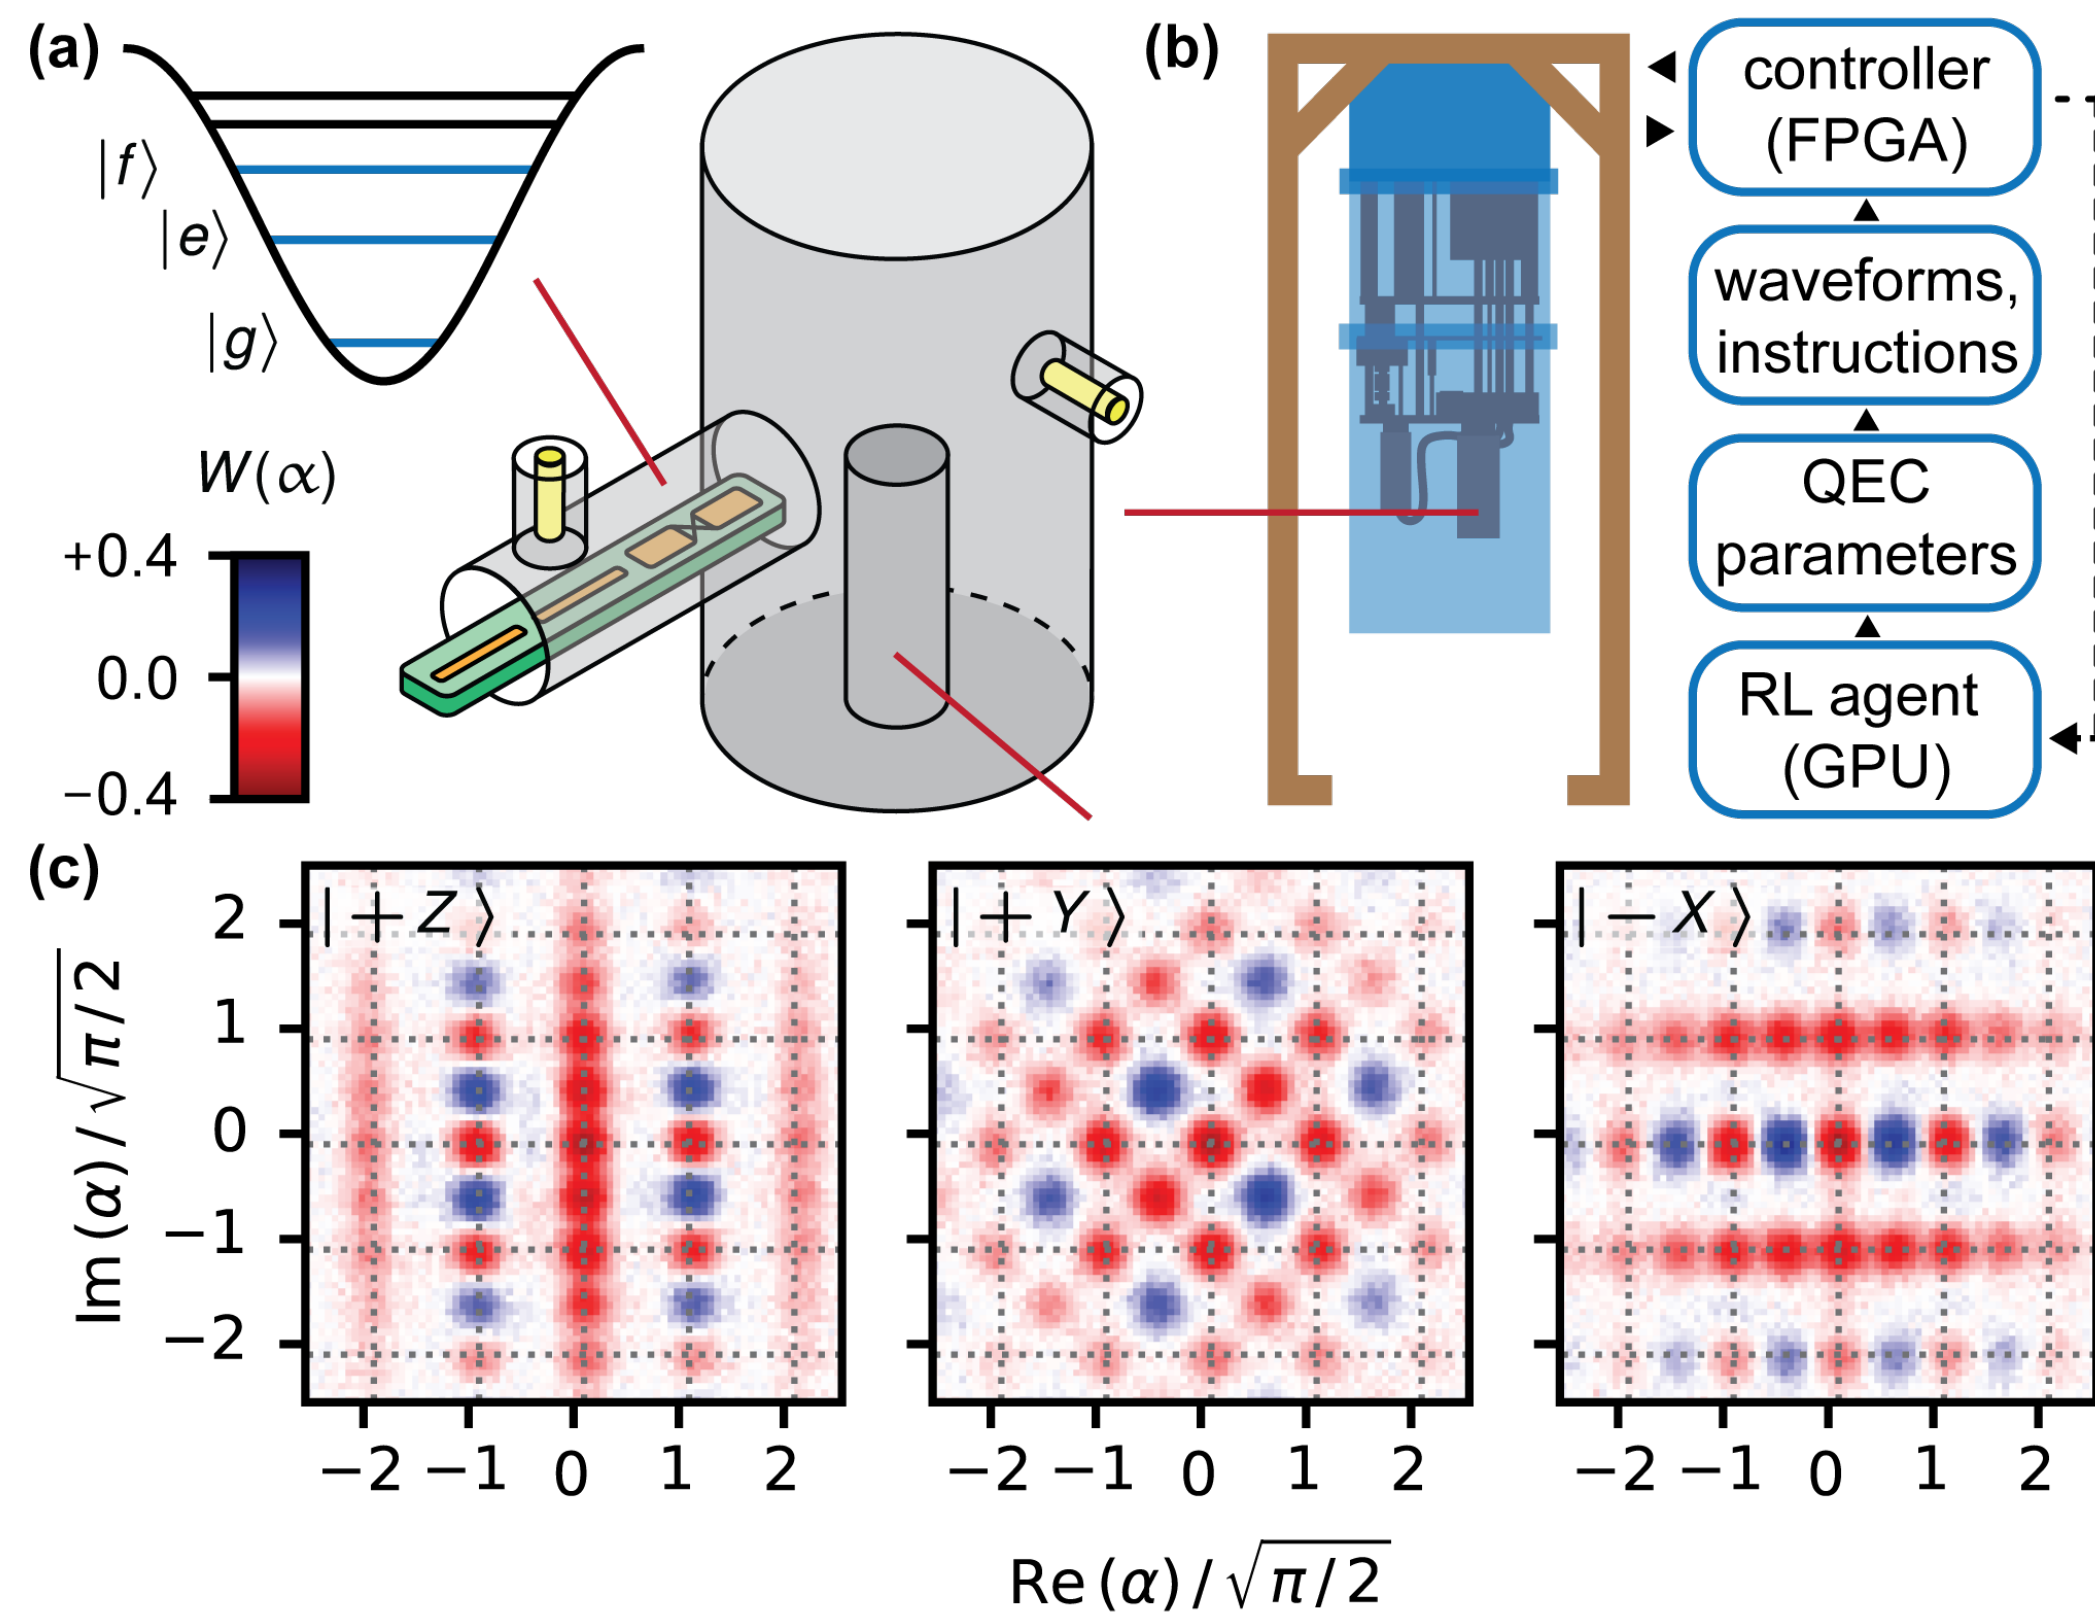 (a)
|f⟩
|e⟩
|g⟩
W(α)
+0.4
0.0
−0.4
(b)
controller
(FPGA)
waveforms,
instructions
QEC
parameters
RL agent
(GPU)
(c)
|+Z⟩
|+Y⟩
|−X⟩
2
1
0
−1
−2
Im(α)/√π/2
−2 −1 0 1 2
−2 −1 0 1 2
−2 −1 0 1 2
Re(α)/√π/2